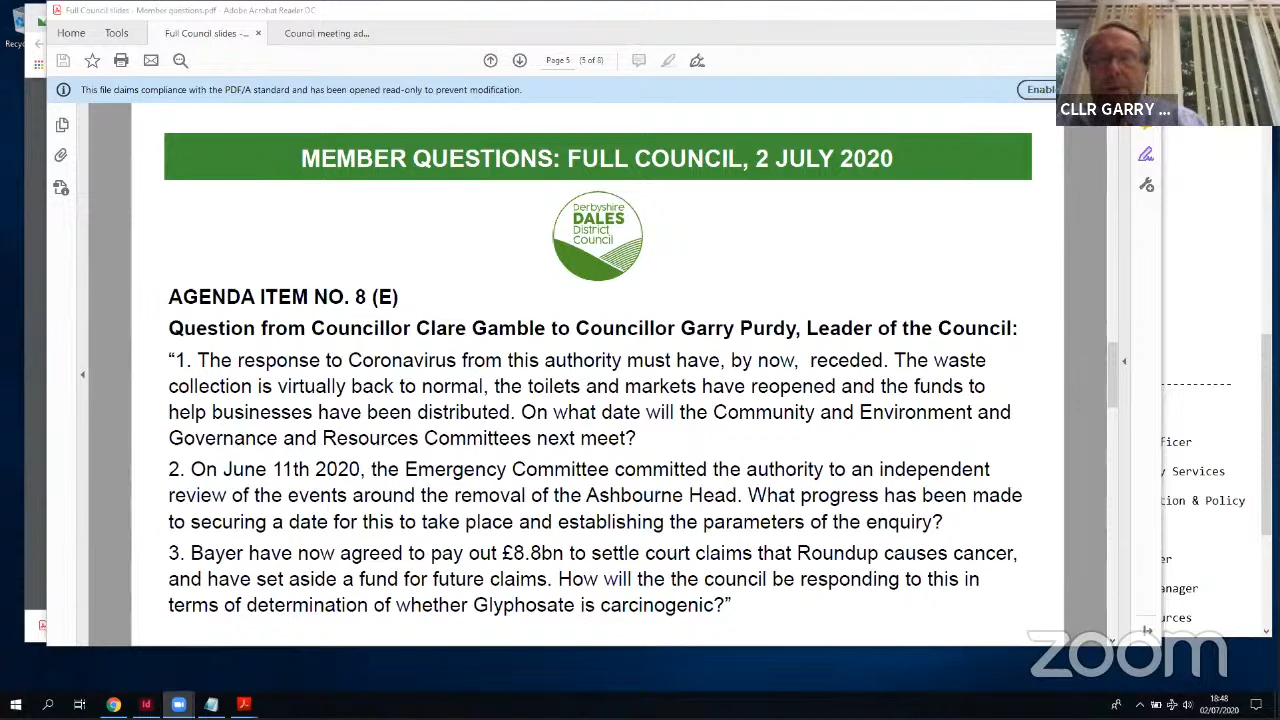 Full Council slides - Member questions.pdf - Adobe Acrobat Reader DC
Home
Tools
Full Council slides -... ×
Council meeting ad...
Page 5 (5 of 8)
This file claims compliance with the PDF/A standard and has been opened read-only to prevent modification.
Enabl
CLLR GARRY ...
MEMBER QUESTIONS: FULL COUNCIL, 2 JULY 2020
Derbyshire
DALES
District
Council
AGENDA ITEM NO. 8 (E)
Question from Councillor Clare Gamble to Councillor Garry Purdy, Leader of the Council:
“1. The response to Coronavirus from this authority must have, by now, receded. The waste
collection is virtually back to normal, the toilets and markets have reopened and the funds to
help businesses have been distributed. On what date will the Community and Environment and
Governance and Resources Committees next meet?
2. On June 11th 2020, the Emergency Committee committed the authority to an independent
review of the events around the removal of the Ashbourne Head. What progress has been made
to securing a date for this to take place and establishing the parameters of the enquiry?
3. Bayer have now agreed to pay out £8.8bn to settle court claims that Roundup causes cancer,
and have set aside a fund for future claims. How will the the council be responding to this in
terms of determination of whether Glyphosate is carcinogenic?”
Recyc
----------
ficer
y Services
tion & Policy
er
anager
urces
zoom
18:48
02/07/2020